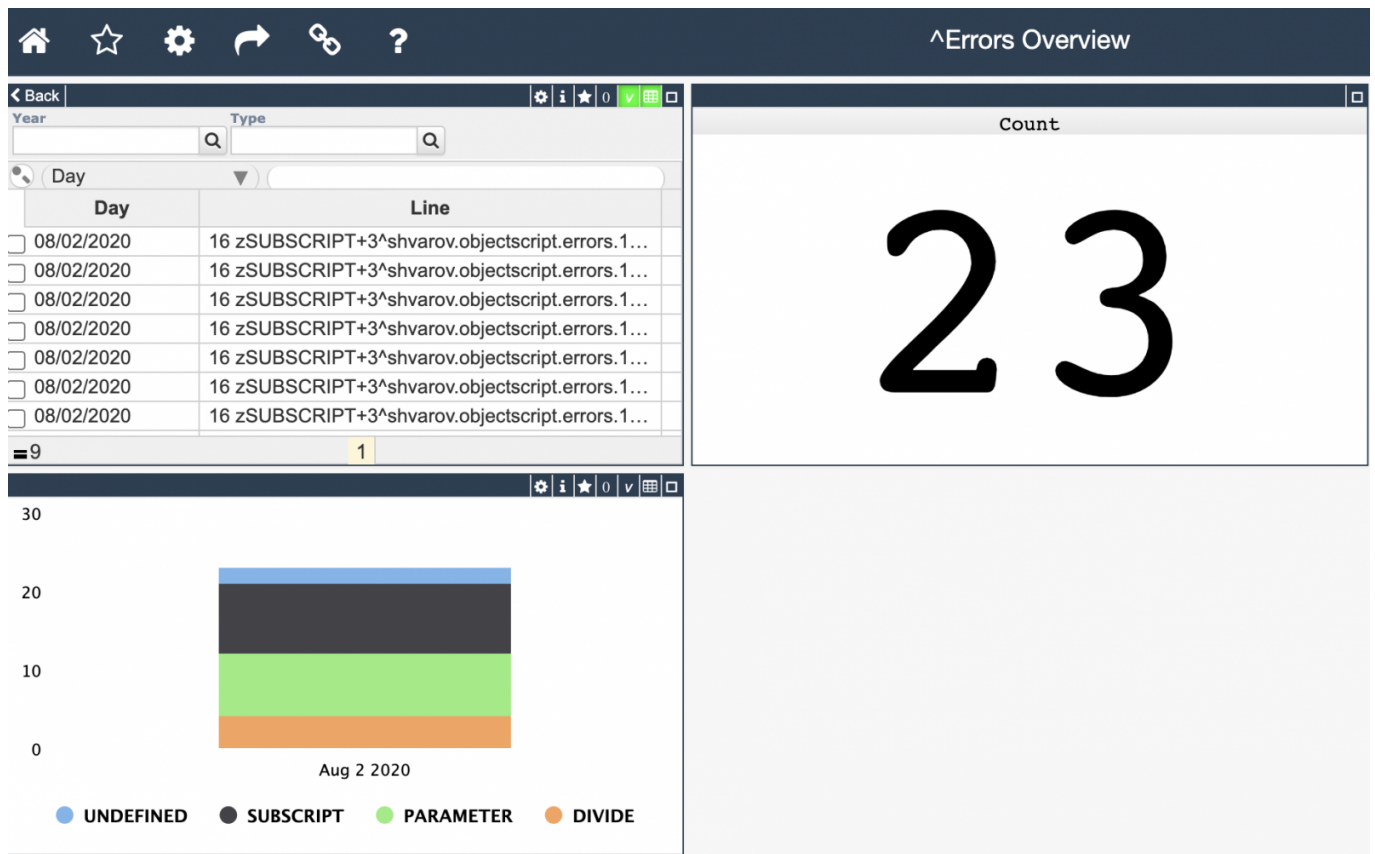 ? ^Errors Overview
Back
Year Type
Day
Day Line
08/02/2020 16 zSUBSCRIPT+3^shvarov.objectscript.errors.1...
08/02/2020 16 zSUBSCRIPT+3^shvarov.objectscript.errors.1...
08/02/2020 16 zSUBSCRIPT+3^shvarov.objectscript.errors.1...
08/02/2020 16 zSUBSCRIPT+3^shvarov.objectscript.errors.1...
08/02/2020 16 zSUBSCRIPT+3^shvarov.objectscript.errors.1...
08/02/2020 16 zSUBSCRIPT+3^shvarov.objectscript.errors.1...
08/02/2020 16 zSUBSCRIPT+3^shvarov.objectscript.errors.1...
=9 1
Count
23
i 0 v
30
20
10
0
Aug 2 2020
UNDEFINED SUBSCRIPT PARAMETER DIVIDE